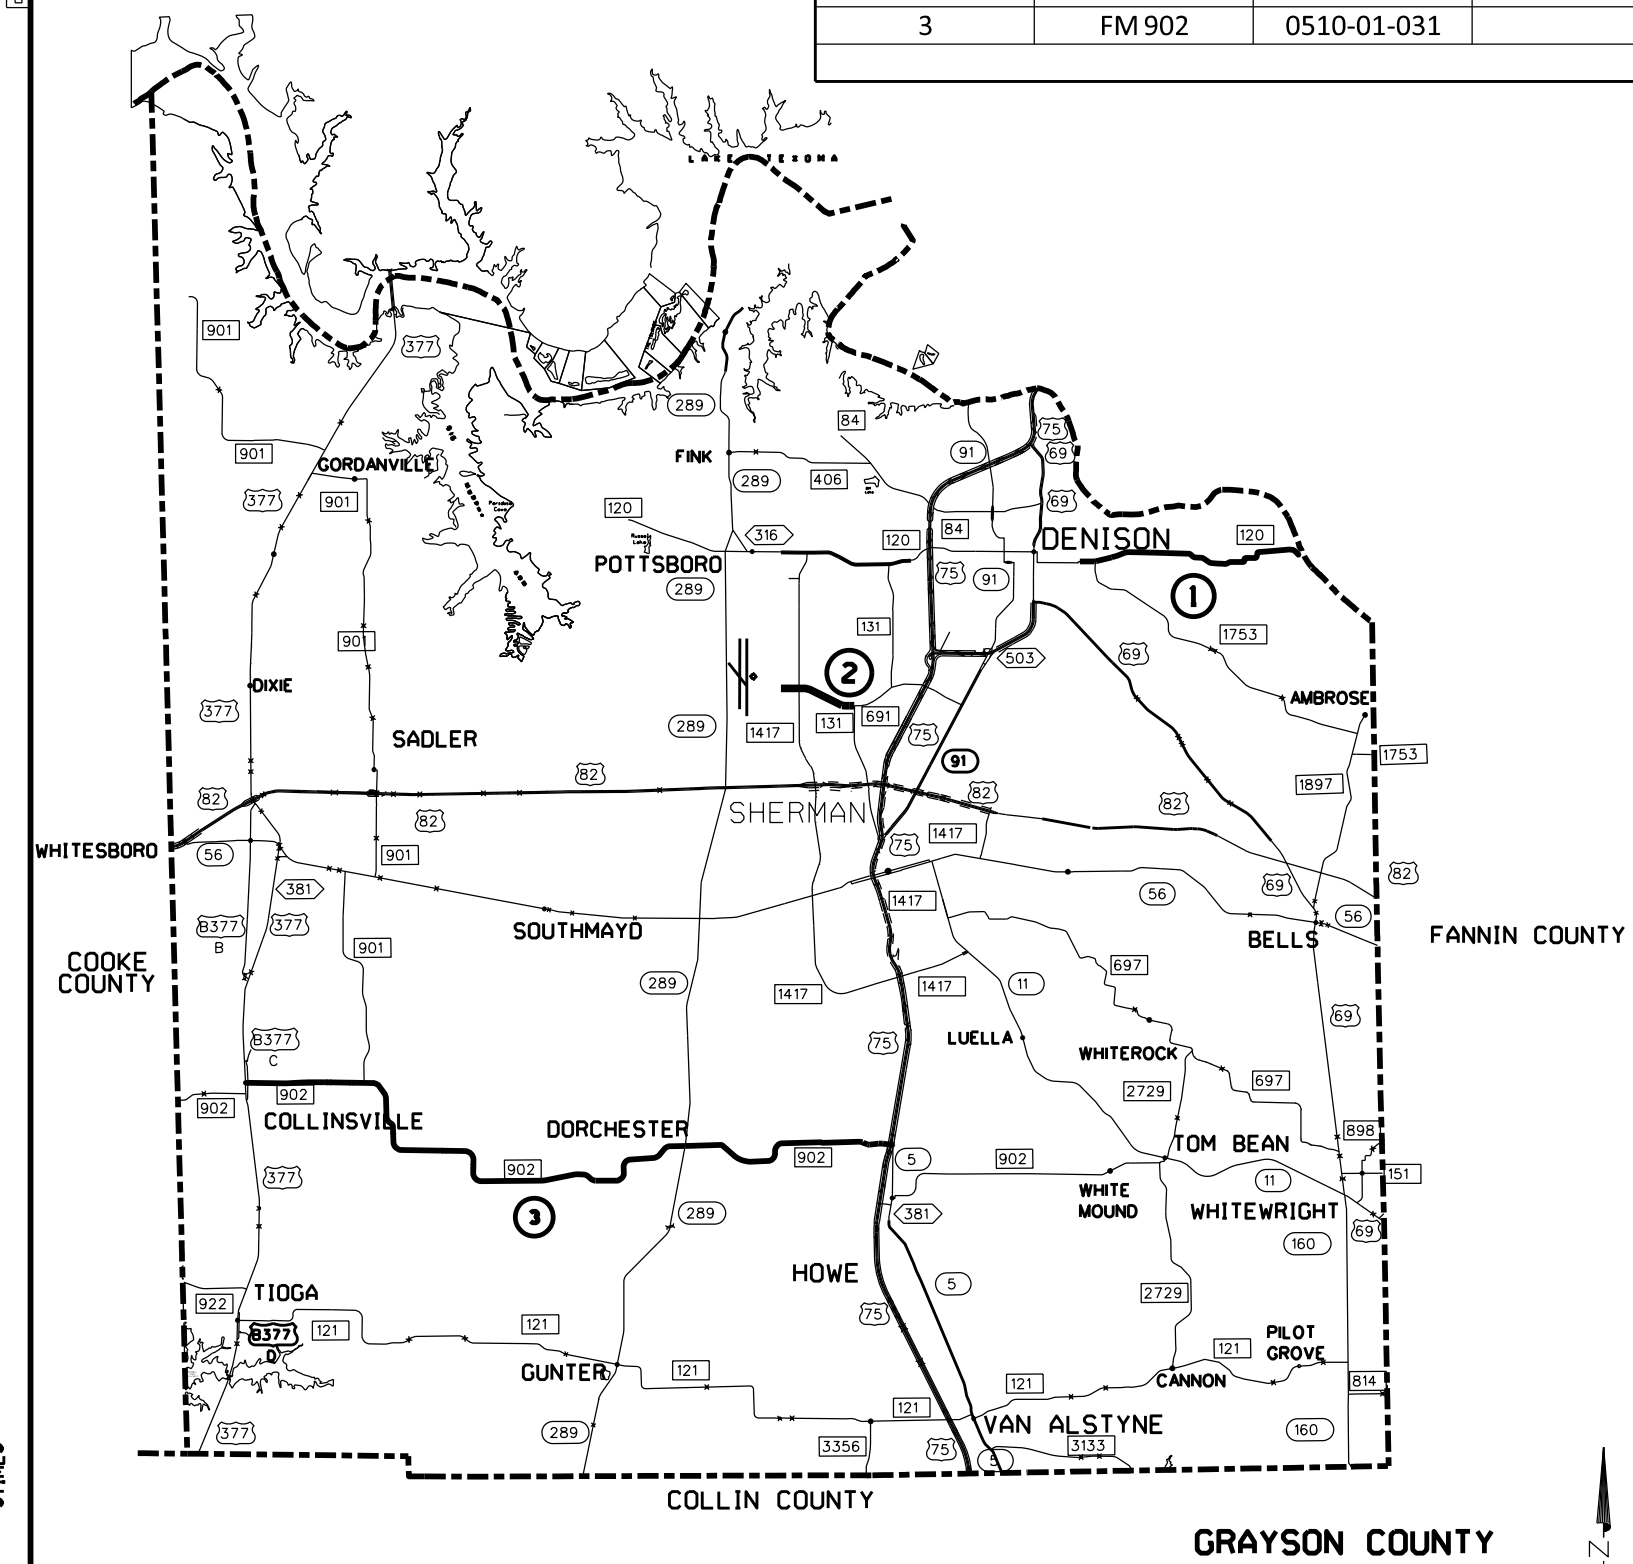 3 FM 902 0510-01-031
LAKE TEXOMA
901
377
289
84
75
91
69
901
GORDANVILLE
FINK
377
901
289
406
69
120
316
120
84
DENISON
120
POTTSBORO
75
91
289
1
901
131
1753
503
69
2
DIXIE
AMBROSE
377
289
1417
131
691
75
SADLER
91
1753
82
1897
82
82
82
82
SHERMAN
1417
75
WHITESBORO
56
901
82
381
69
56
1417
56
B377
B
377
SOUTHMAYD
BELLS
FANNIN COUNTY
901
COOKE
COUNTY
697
289
1417
1417
11
69
B377
C
75
LUELLA
WHITEROCK
902
2729
697
902
COLLINSVILLE
DORCHESTER
898
TOM BEAN
902
902
5
902
377
11
151
WHITE
MOUND
3
289
381
WHITEWRIGHT
69
160
HOWE
5
TIOGA
922
75
2729
B377
D
121
121
PILOT
GROVE
121
GUNTER
121
CANNON
121
814
121
VAN ALSTYNE
377
289
3356
75
3133
160
5
COLLIN COUNTY
GRAYSON COUNTY
N